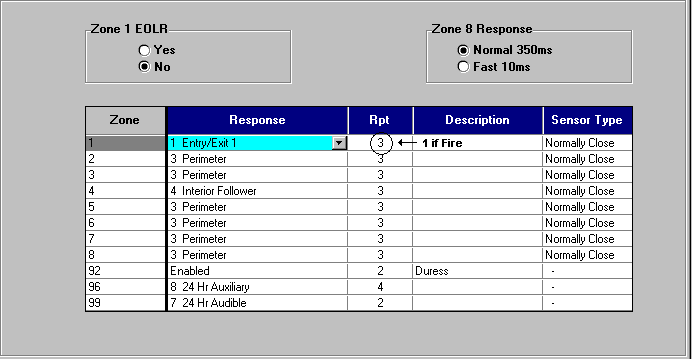 Zone 1 EOLR
Yes
No
Zone 8 Response
Normal 350ms
Fast 10ms
Zone Response Rpt Description Sensor Type
1 1 Entry/Exit 1 3 ← 1 if Fire Normally Close
2 3 Perimeter 3 Normally Close
3 3 Perimeter 3 Normally Close
4 4 Interior Follower 3 Normally Close
5 3 Perimeter 3 Normally Close
6 3 Perimeter 3 Normally Close
7 3 Perimeter 3 Normally Close
8 3 Perimeter 3 Normally Close
92 Enabled 2 Duress -
96 8 24 Hr Auxiliary 4 -
99 7 24 Hr Audible 2 -